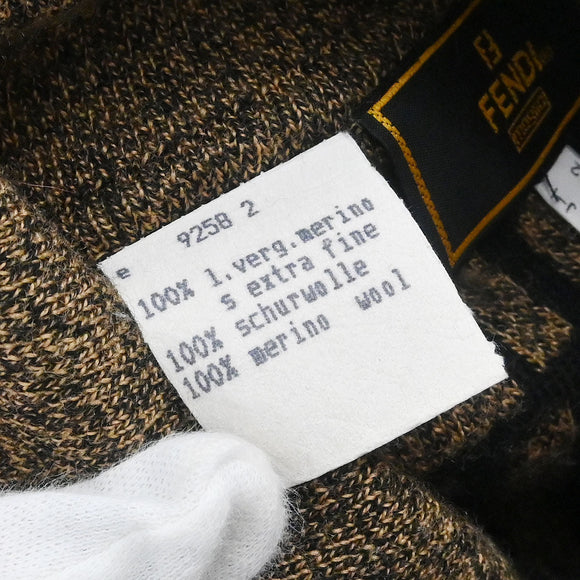 FENDI
9258 2
e
100% l.verg.merino
s extra fine
100% schurwolle
100% merino wool